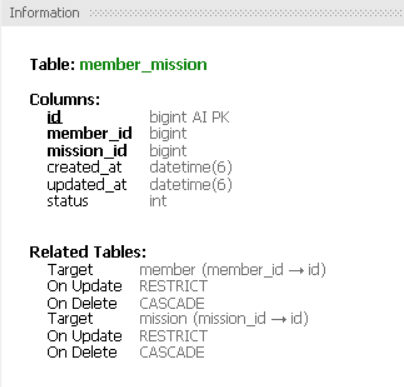 Information
Table: member_mission
Columns:
id bigint AI PK
member_id bigint
mission_id bigint
created_at datetime(6)
updated_at datetime(6)
status int
Related Tables:
Target member (member_id → id)
On Update RESTRICT
On Delete CASCADE
Target mission (mission_id → id)
On Update RESTRICT
On Delete CASCADE